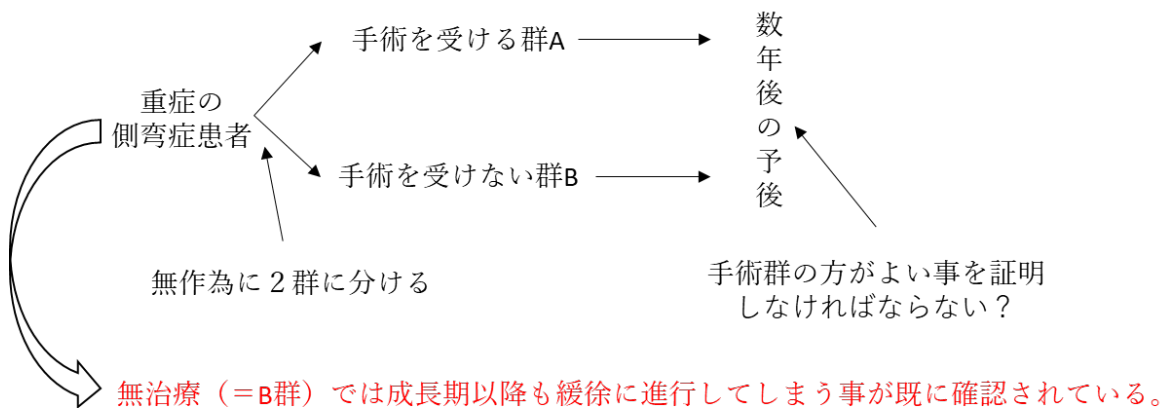 手術を受ける群A
重症の
側弯症患者
手術を受けない群B
数年後の予後
無作為に２群に分ける
手術群の方がよい事を証明
しなければならない？
無治療（＝B群）では成長期以降も緩徐に進行してしまう事が既に確認されている。